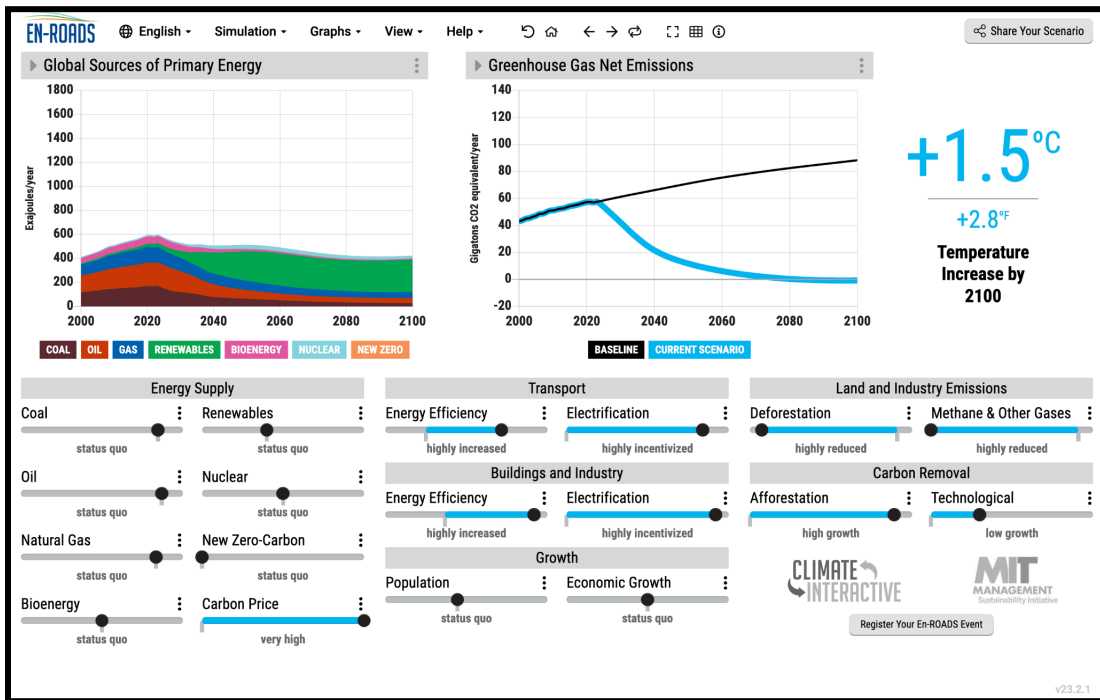 EN-ROADS
English
Simulation
Graphs
View
Help
Share Your Scenario
Global Sources of Primary Energy
1800
1600
1400
1200
1000
800
600
400
200
0
Exajoules/year
2000 2020 2040 2060 2080 2100
COAL OIL GAS RENEWABLES BIOENERGY NUCLEAR NEW ZERO
Greenhouse Gas Net Emissions
140
120
100
80
60
40
20
0
-20
Gigatons CO2 equivalent/year
2000 2020 2040 2060 2080 2100
BASELINE CURRENT SCENARIO
+1.5°C
+2.8°F
Temperature
Increase by
2100
Energy Supply
Coal
status quo
Renewables
status quo
Oil
status quo
Nuclear
status quo
Natural Gas
status quo
New Zero-Carbon
status quo
Bioenergy
status quo
Carbon Price
very high
Transport
Energy Efficiency
highly increased
Electrification
highly incentivized
Buildings and Industry
Energy Efficiency
highly increased
Electrification
highly incentivized
Growth
Population
status quo
Economic Growth
status quo
Land and Industry Emissions
Deforestation
highly reduced
Methane & Other Gases
highly reduced
Carbon Removal
Afforestation
high growth
Technological
low growth
CLIMATE
INTERACTIVE
MIT
MANAGEMENT
Sustainability Initiative
Register Your En-ROADS Event
v23.2.1